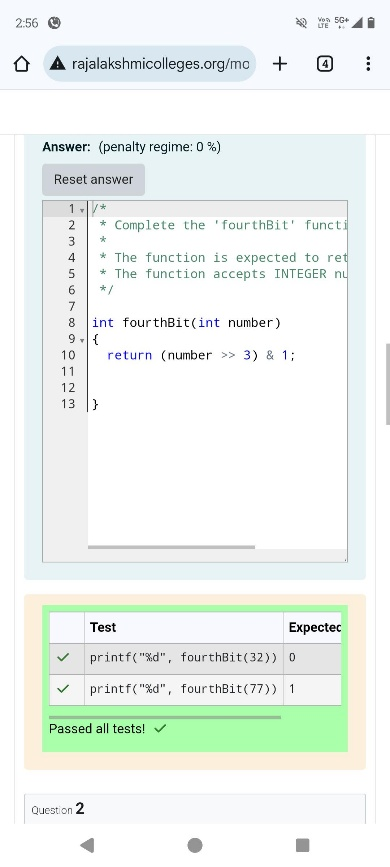 2:56
Vo))
LTE
5G+
rajalakshmicolleges.org/mo
4
Answer: (penalty regime: 0 %)
Reset answer
1 /*
2 * Complete the 'fourthBit' functi
3 *
4 * The function is expected to ret
5 * The function accepts INTEGER nu
6 */
7
8 int fourthBit(int number)
9 {
10 return (number >> 3) & 1;
11
12
13 }
Test Expected
printf("%d", fourthBit(32)) 0
printf("%d", fourthBit(77)) 1
Passed all tests!
Question 2